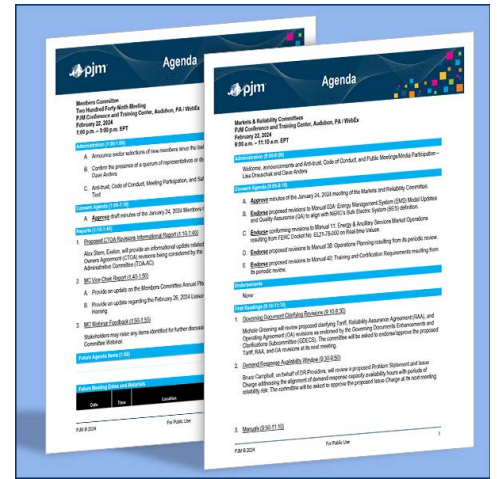 pjm
Agenda
Members Committee
Two Hundred Forty-Ninth Meeting
PJM Conference and Training Center, Audubon, PA / WebEx
February 22, 2024
1:00 p.m. – 5:00 p.m. EPT
Administration (1:00-1:05)
A. Announce sector selections of new members since the last
B. Confirm the presence of a quorum of representatives or
Dave Anders
C. Anti-trust, Code of Conduct, Meeting Participation, and
Text
Consent Agenda (1:05-1:10)
A. Approve draft minutes of the January 24, 2024 Members
Reports (1:10-1:45)
1. Proposed CTOA Revisions Informational Report (1:10-1:40)
Alex Stern, Exelon, will provide an informational update related
Owners Agreement (CTOA) revisions being considered by the
Administrative Committee (TOA-AC).
2. MC Vice Chair Report (1:40-1:50)
A. Provide an update on the Members Committee Annual
B. Provide an update regarding the February 26, 2024 Liaison
Horning
3. MC Webinar Feedback (1:50-1:55)
Stakeholders may raise any items identified for further
Committee Webinar.
Future Agenda Items (1:55)
Future Meeting Dates and Materials
Date Time Location
PJM © 2024
For Public Use
pjm
Agenda
Markets & Reliability Committees
PJM Conference and Training Center, Audubon, PA / WebEx
February 22, 2024
9:00 a.m. – 11:10 a.m. EPT
Administration (9:00-9:05)
Welcome, announcements and Anti-trust, Code of Conduct, and Public Meetings/Media Participation –
Lisa Drauschak and Dave Anders
Consent Agenda (9:05-9:10)
A. Approve minutes of the January 24, 2024 meeting of the Markets and Reliability Committee.
B. Endorse proposed revisions to Manual 03A: Energy Management System (EMS) Model Updates
and Quality Assurance (QA) to align with NERC's Bulk Electric System (BES) definition.
C. Endorse conforming revisions to Manual 11: Energy & Ancillary Services Market Operations
resulting from FERC Docket No. EL21-78-000 on Real-time Values.
D. Endorse proposed revisions to Manual 38: Operations Planning resulting from its periodic review.
E. Endorse proposed revisions to Manual 40: Training and Certification Requirements resulting from
its periodic review.
Endorsements
None
First Readings (9:10-11:10)
1. Governing Document Clarifying Revisions (9:10-9:30)
Michele Greening will review proposed clarifying Tariff, Reliability Assurance Agreement (RAA), and
Operating Agreement (OA) revisions as endorsed by the Governing Documents Enhancements and
Clarifications Subcommittee (GDECS). The committee will be asked to endorse/approve the proposed
Tariff, RAA, and OA revisions at its next meeting.
2. Demand Response Availability Window (9:30-9:50)
Bruce Campbell, on behalf of DR Providers, will review a proposed Problem Statement and Issue
Charge addressing the alignment of demand response capacity availability hours with periods of
reliability risk. The committee will be asked to approve the proposed Issue Charge at its next meeting.
3. Manuals (9:50-11:10)
PJM © 2024
For Public Use
1